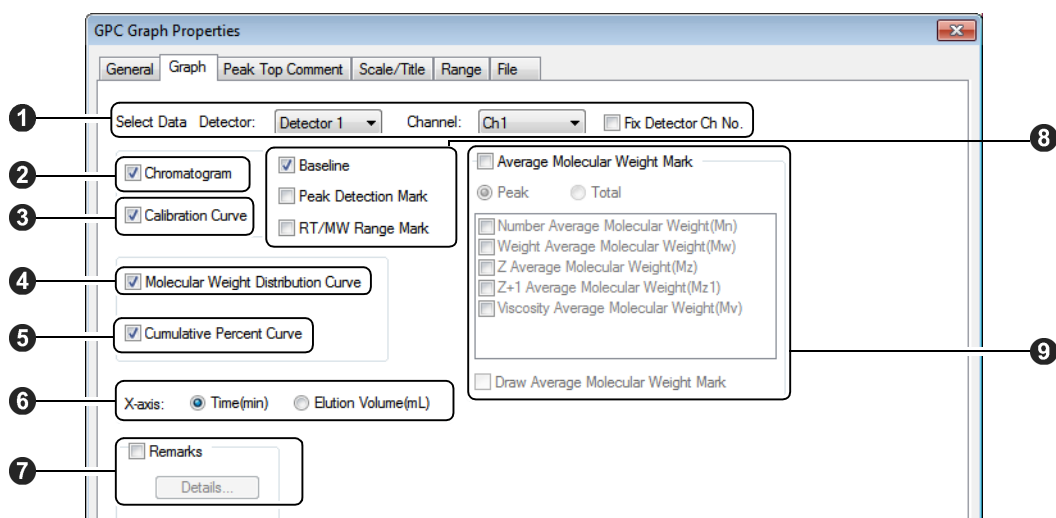 GPC Graph Properties
General Graph Peak Top Comment Scale/Title Range File
1 Select Data Detector: Detector 1 Channel: Ch1 Fix Detector Ch No.
8
2 Chromatogram
3 Calibration Curve
Baseline
Peak Detection Mark
RT/MW Range Mark
Average Molecular Weight Mark
Peak Total
Number Average Molecular Weight(Mn)
Weight Average Molecular Weight(Mw)
Z Average Molecular Weight(Mz)
Z+1 Average Molecular Weight(Mz1)
Viscosity Average Molecular Weight(Mv)
Draw Average Molecular Weight Mark
9
4 Molecular Weight Distribution Curve
5 Cumulative Percent Curve
6 X-axis: Time(min) Elution Volume(mL)
7 Remarks
Details...